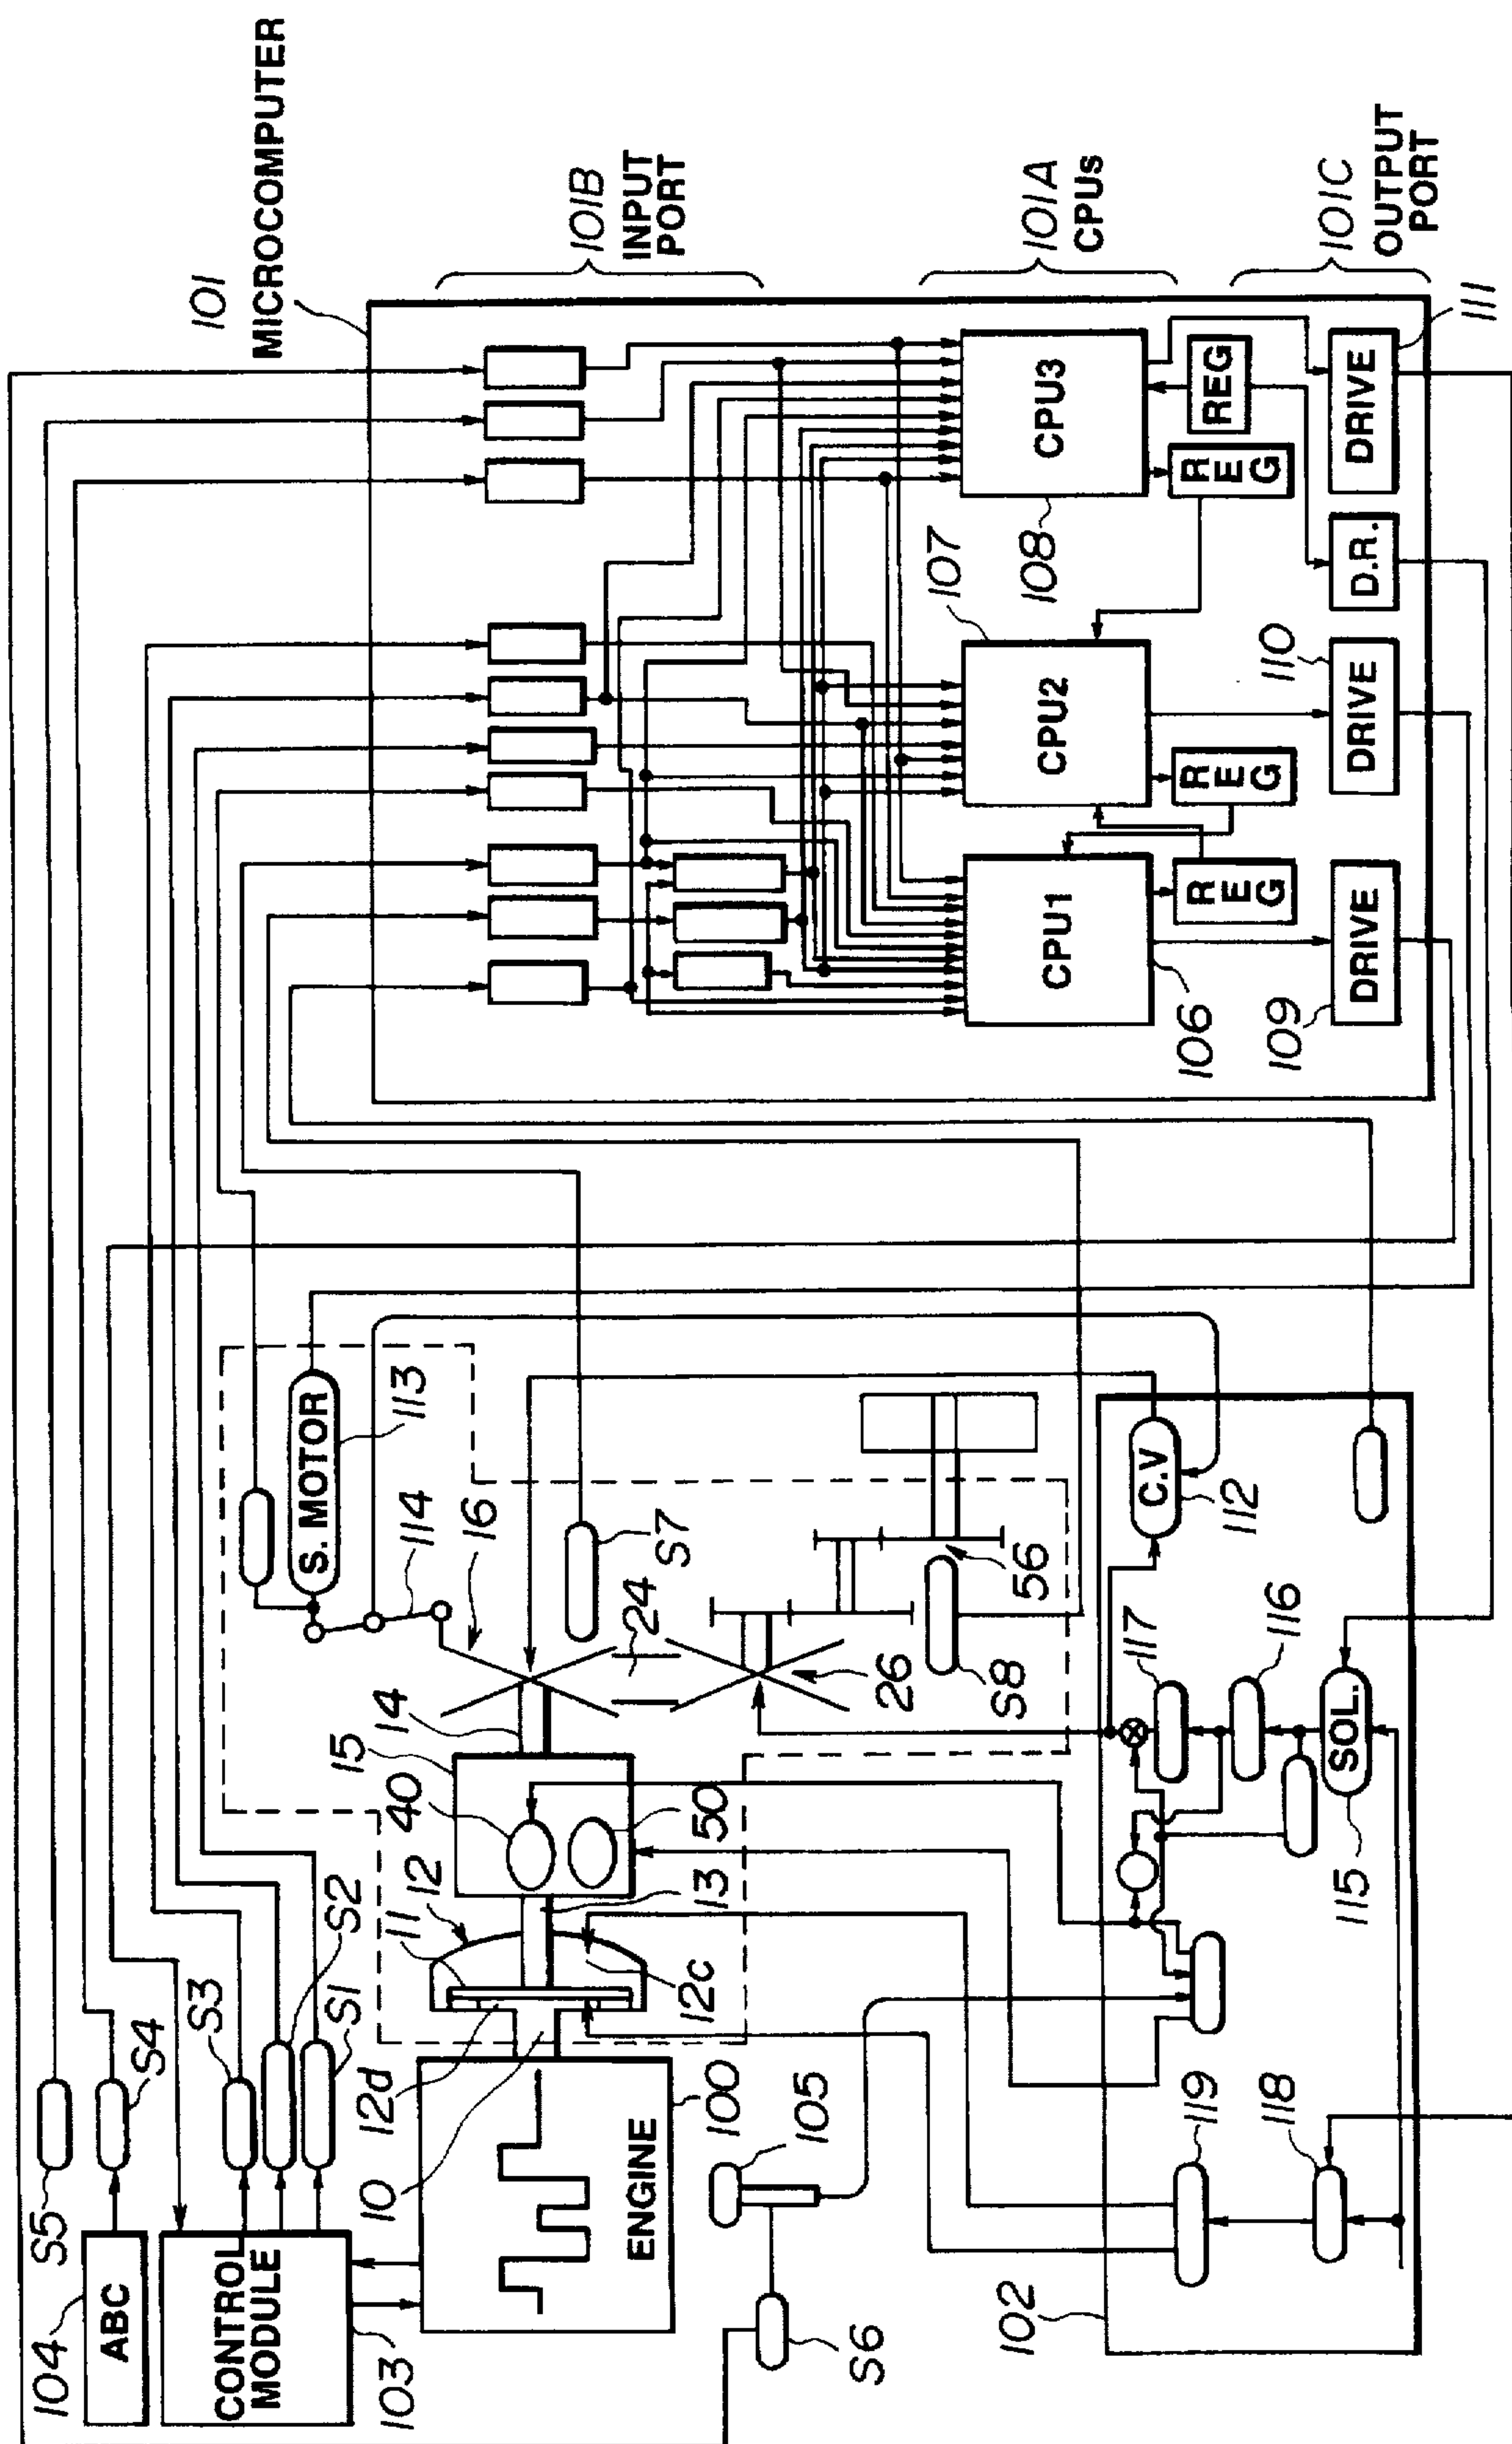 101
MICROCOMPUTER
101B
INPUT
PORT
101A
CPUs
101C
OUTPUT
PORT
CPU3
REG
REG
DRIVE
111
108
D.R.
107
CPU2
REG
110
DRIVE
CPU1
REG
106
109
DRIVE
S. MOTOR
113
114
16
S7
24
56
C.V
112
26
S8
117
116
SOL.
115
14
15
40
50
12
11
13
12c
12d
10
S5
S4
S3
S2
S1
104
ABC
CONTROL
MODULE
103
ENGINE
100
105
S6
102
119
118